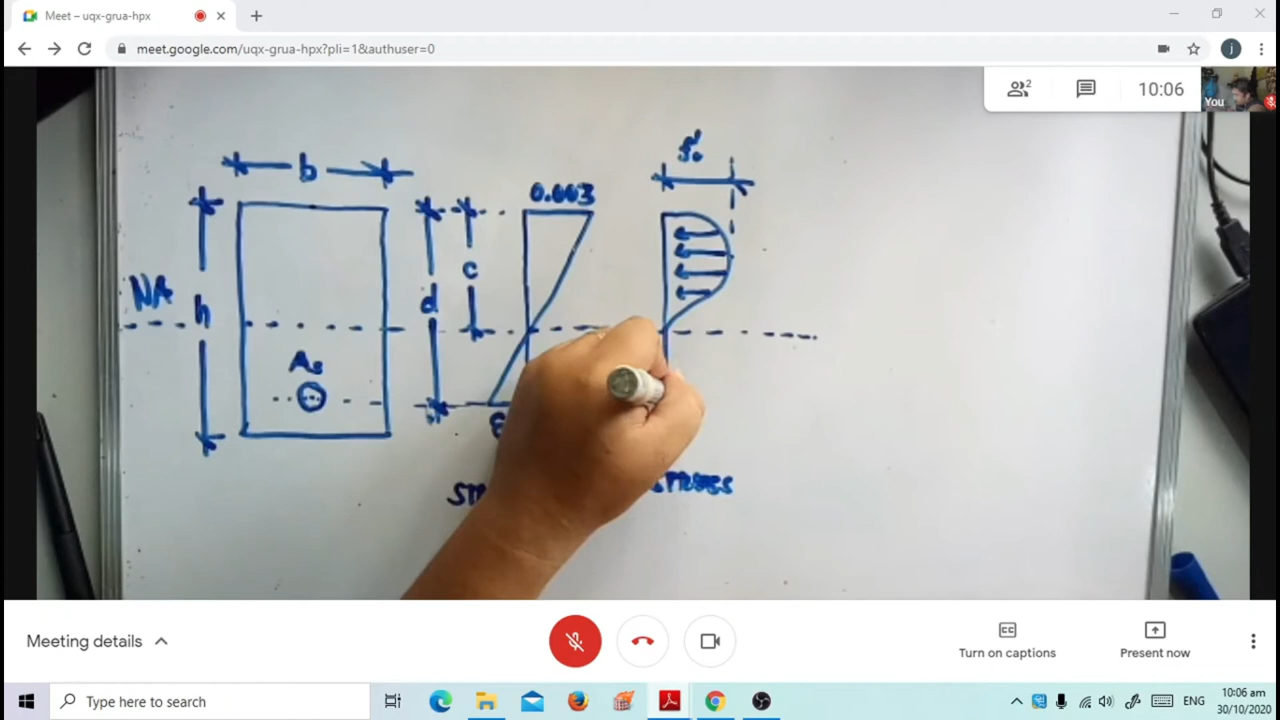 Meet – uqx-grua-hpx
meet.google.com/uqx-grua-hpx?pli=1&authuser=0
j
2
10:06
You
b
0.003
NA
h
d
c
As
STRESS
Meeting details
Turn on captions
Present now
Type here to search
ENG
10:06 am
30/10/2020